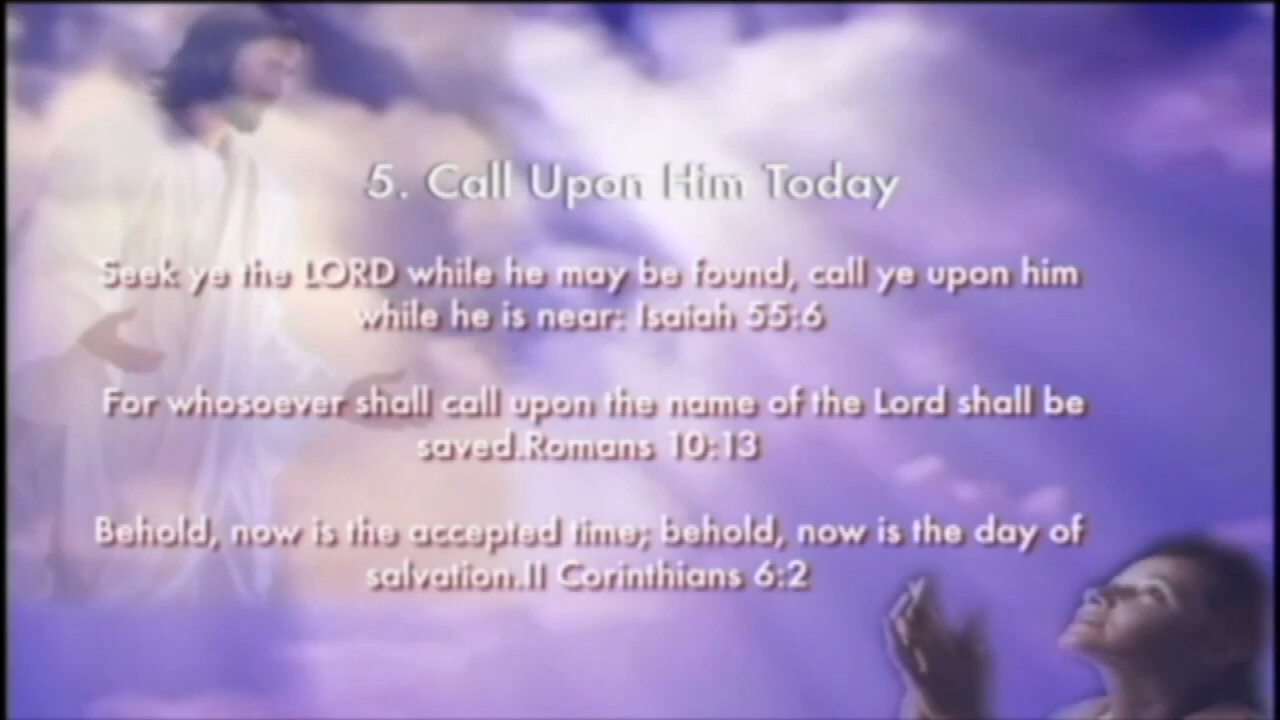 5. Call Upon Him Today
Seek ye the LORD while he may be found, call ye upon him
while he is near: Isaiah 55:6
For whosoever shall call upon the name of the Lord shall be
saved.Romans 10:13
Behold, now is the accepted time; behold, now is the day of
salvation.II Corinthians 6:2